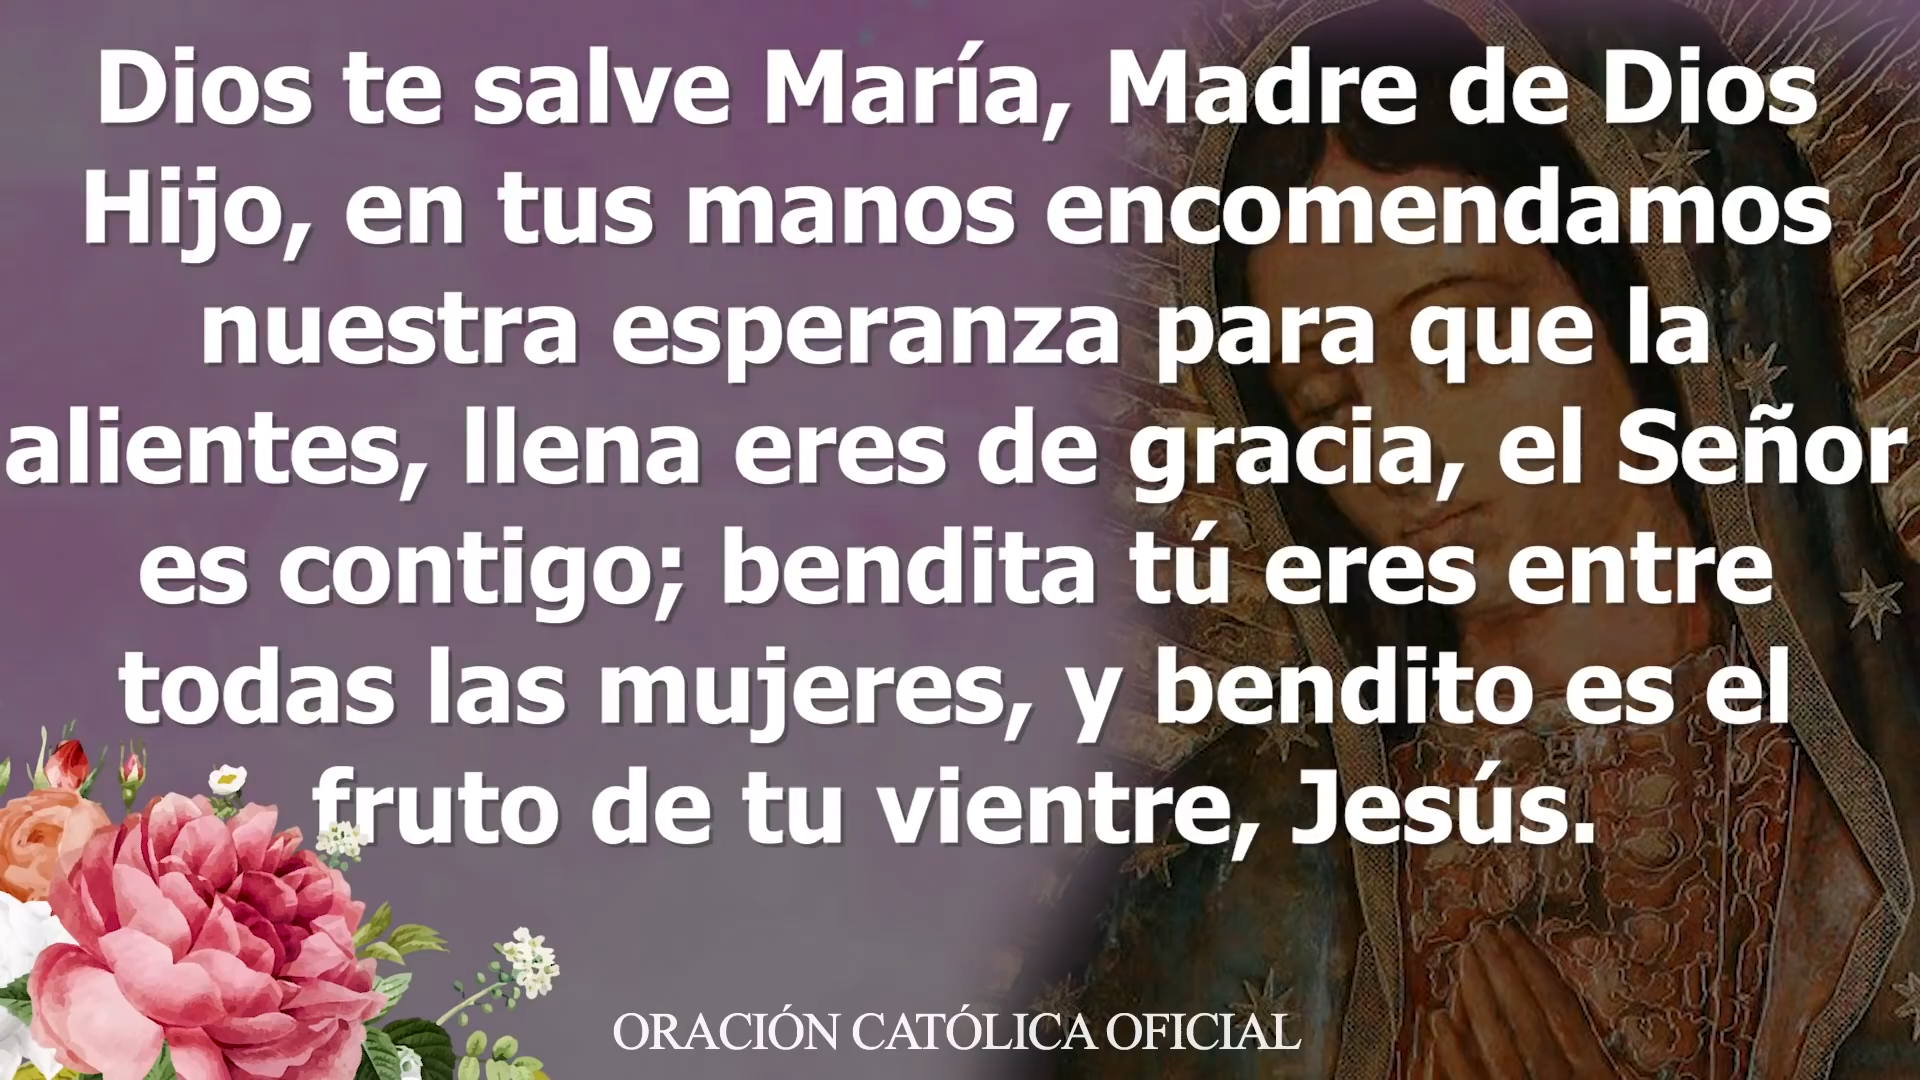 Dios te salve María, Madre de Dios
Hijo, en tus manos encomendamos
nuestra esperanza para que la
alientes, llena eres de gracia, el Señor
es contigo; bendita tú eres entre
todas las mujeres, y bendito es el
fruto de tu vientre, Jesús.
ORACIÓN CATÓLICA OFICIAL